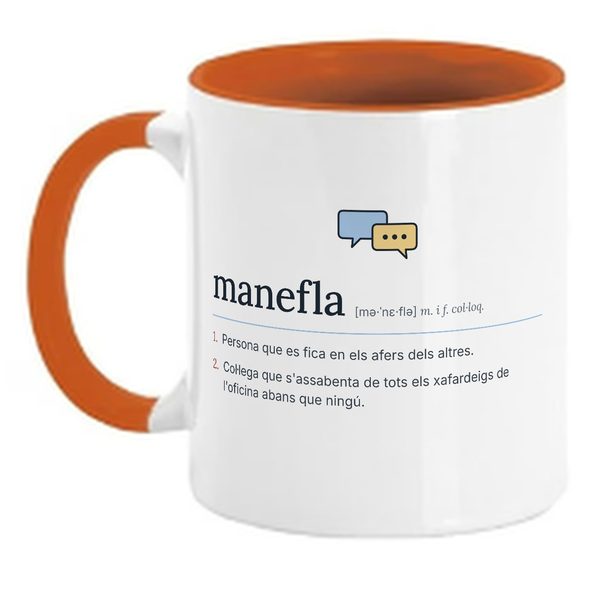 manefla [mə·'nɛ·flə] m. i f. col·loq.
1. Persona que es fica en els afers dels altres.
2. Col·lega que s'assabenta de tots els xafardeigs de
l'oficina abans que ningú.